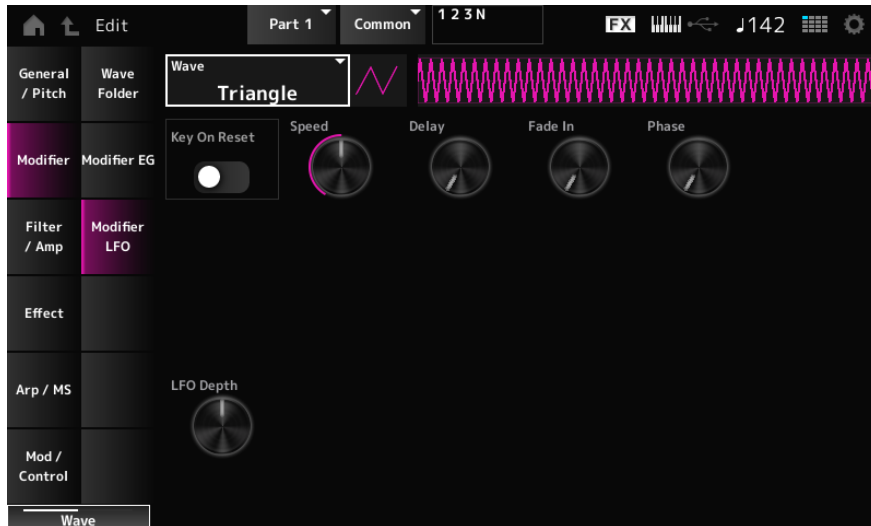 Edit
Part 1
Common
1 2 3 N
FX
♩142
General
/ Pitch
Wave
Folder
Wave
Triangle
Modifier
Modifier EG
Key On Reset
Speed
Delay
Fade In
Phase
Filter
/ Amp
Modifier
LFO
Effect
Arp / MS
LFO Depth
Mod /
Control
Wave